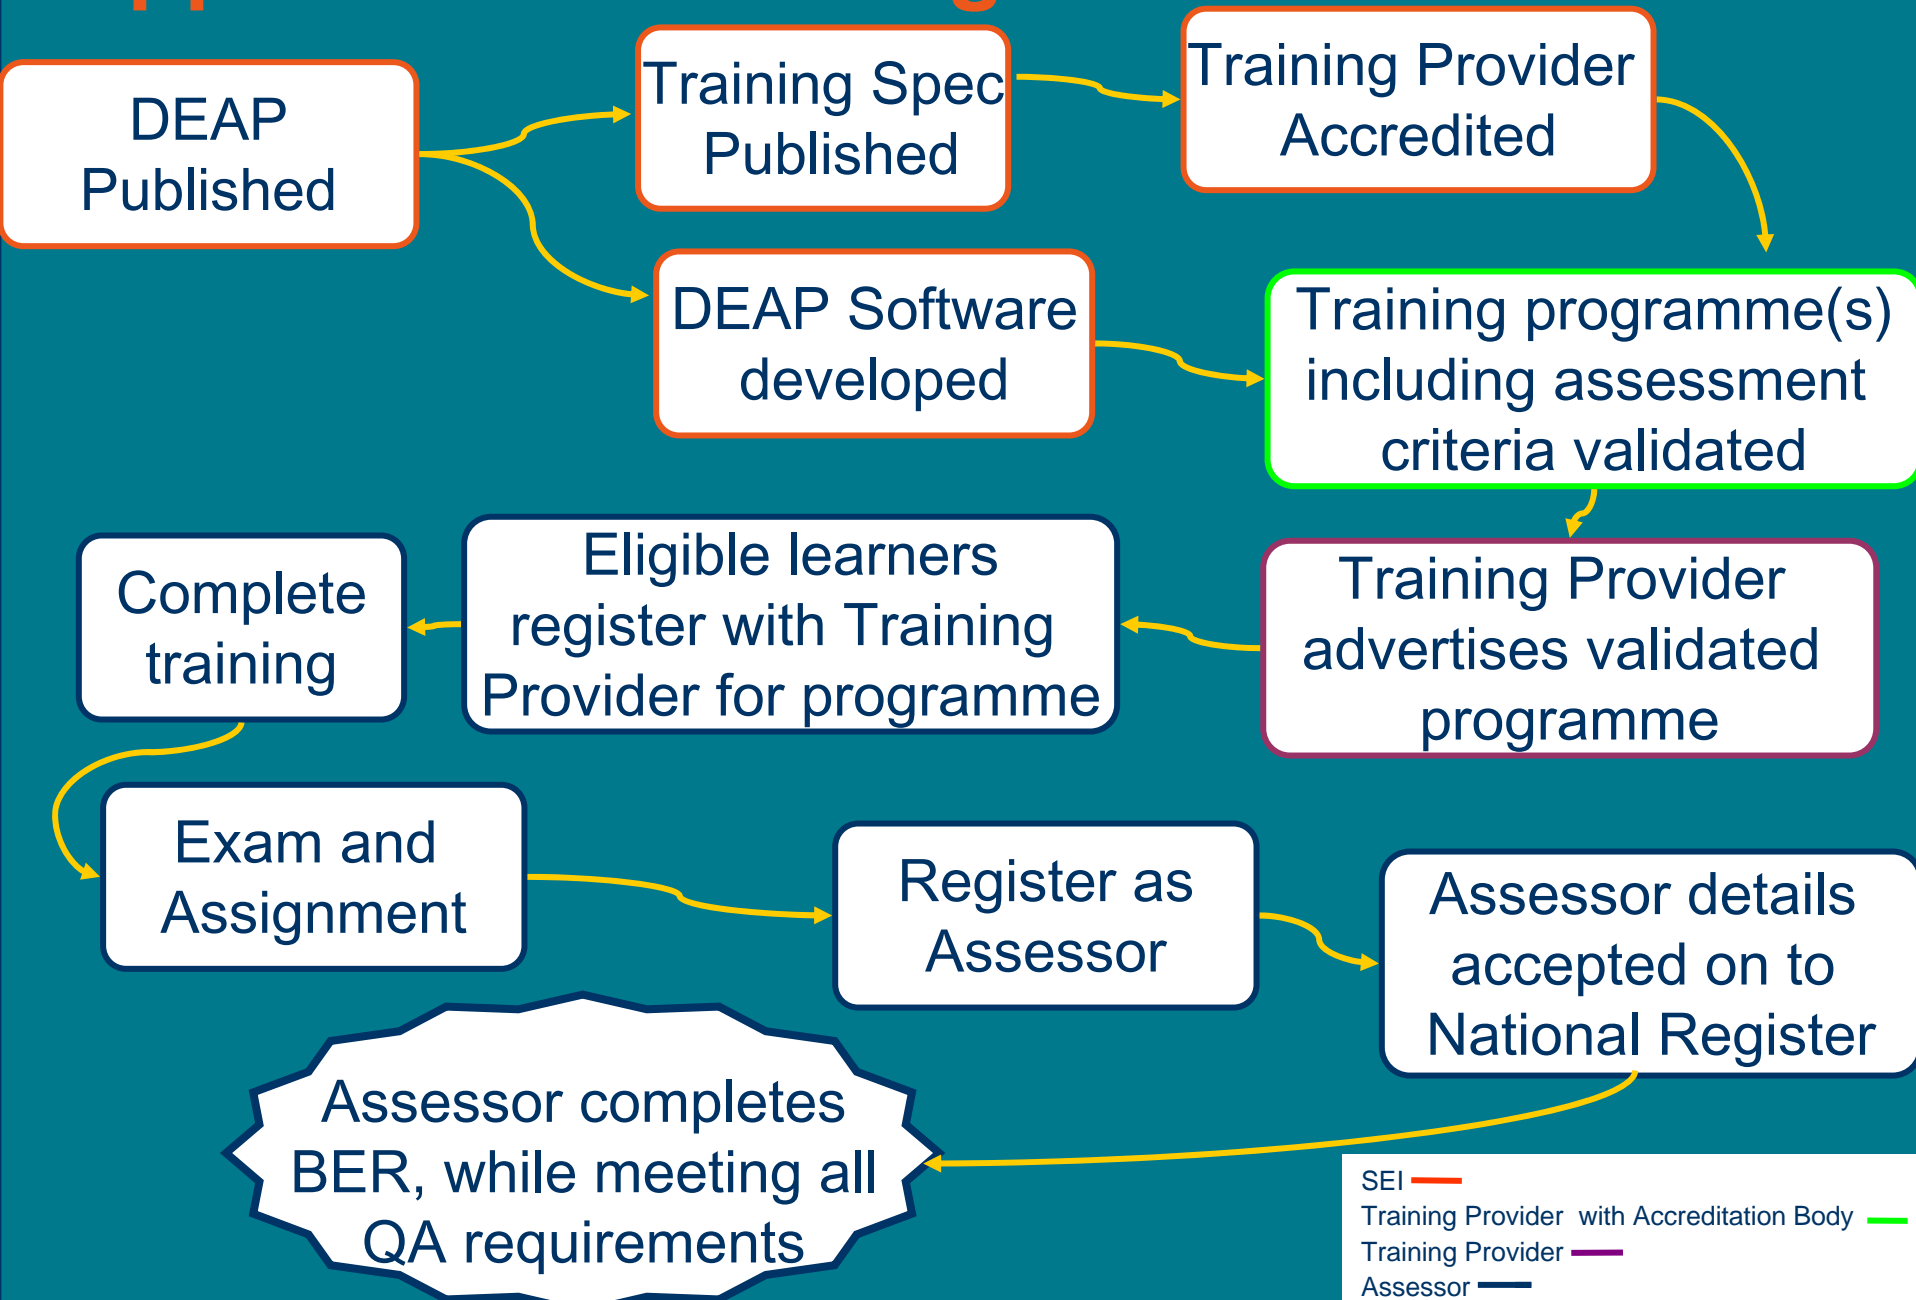 DEAP
Published
Training Spec
Published
Training Provider
Accredited
DEAP Software
developed
Training programme(s)
including assessment
criteria validated
Training Provider
advertises validated
programme
Eligible learners
register with Training
Provider for programme
Complete
training
Exam and
Assignment
Register as
Assessor
Assessor details
accepted on to
National Register
Assessor completes
BER, while meeting all
QA requirements
SEI
Training Provider with Accreditation Body
Training Provider
Assessor